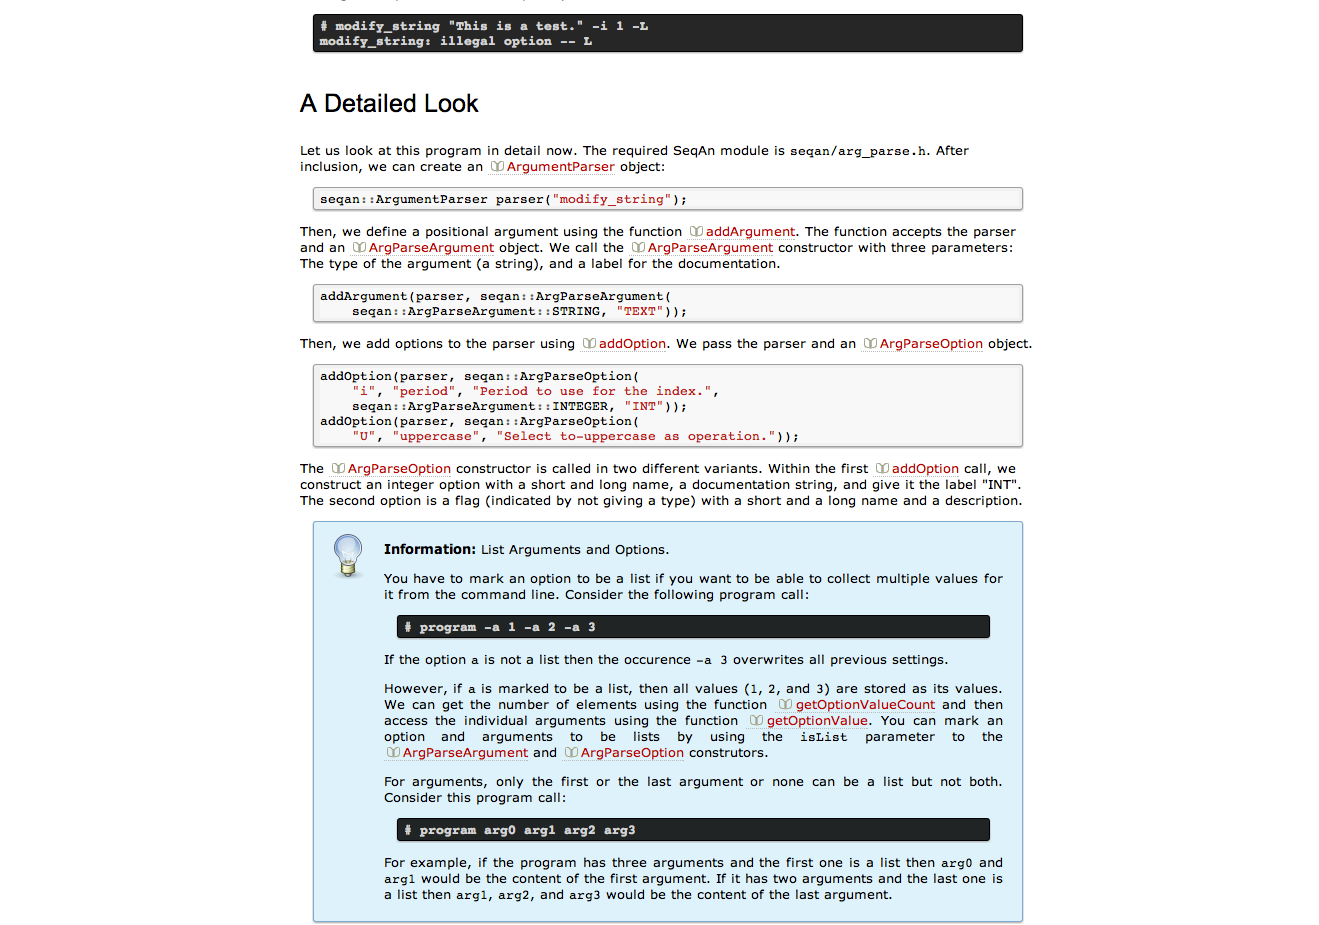 # modify_string "This is a test." -i 1 -L
modify_string: illegal option -- L
A Detailed Look
Let us look at this program in detail now. The required SeqAn module is seqan/arg_parse.h. After
inclusion, we can create an ArgumentParser object:
seqan::ArgumentParser parser("modify_string");
Then, we define a positional argument using the function addArgument. The function accepts the parser
and an ArgParseArgument object. We call the ArgParseArgument constructor with three parameters:
The type of the argument (a string), and a label for the documentation.
addArgument(parser, seqan::ArgParseArgument(
    seqan::ArgParseArgument::STRING, "TEXT"));
Then, we add options to the parser using addOption. We pass the parser and an ArgParseOption object.
addOption(parser, seqan::ArgParseOption(
    "i", "period", "Period to use for the index.",
    seqan::ArgParseArgument::INTEGER, "INT"));
addOption(parser, seqan::ArgParseOption(
    "U", "uppercase", "Select to-uppercase as operation."));
The ArgParseOption constructor is called in two different variants. Within the first addOption call, we
construct an integer option with a short and long name, a documentation string, and give it the label "INT".
The second option is a flag (indicated by not giving a type) with a short and a long name and a description.
Information: List Arguments and Options.
You have to mark an option to be a list if you want to be able to collect multiple values for
it from the command line. Consider the following program call:
# program -a 1 -a 2 -a 3
If the option a is not a list then the occurence -a 3 overwrites all previous settings.
However, if a is marked to be a list, then all values (1, 2, and 3) are stored as its values.
We can get the number of elements using the function getOptionValueCount and then
access the individual arguments using the function getOptionValue. You can mark an
option and arguments to be lists by using the isList parameter to the
ArgParseArgument and ArgParseOption construtors.
For arguments, only the first or the last argument or none can be a list but not both.
Consider this program call:
# program arg0 arg1 arg2 arg3
For example, if the program has three arguments and the first one is a list then arg0 and
arg1 would be the content of the first argument. If it has two arguments and the last one is
a list then arg1, arg2, and arg3 would be the content of the last argument.